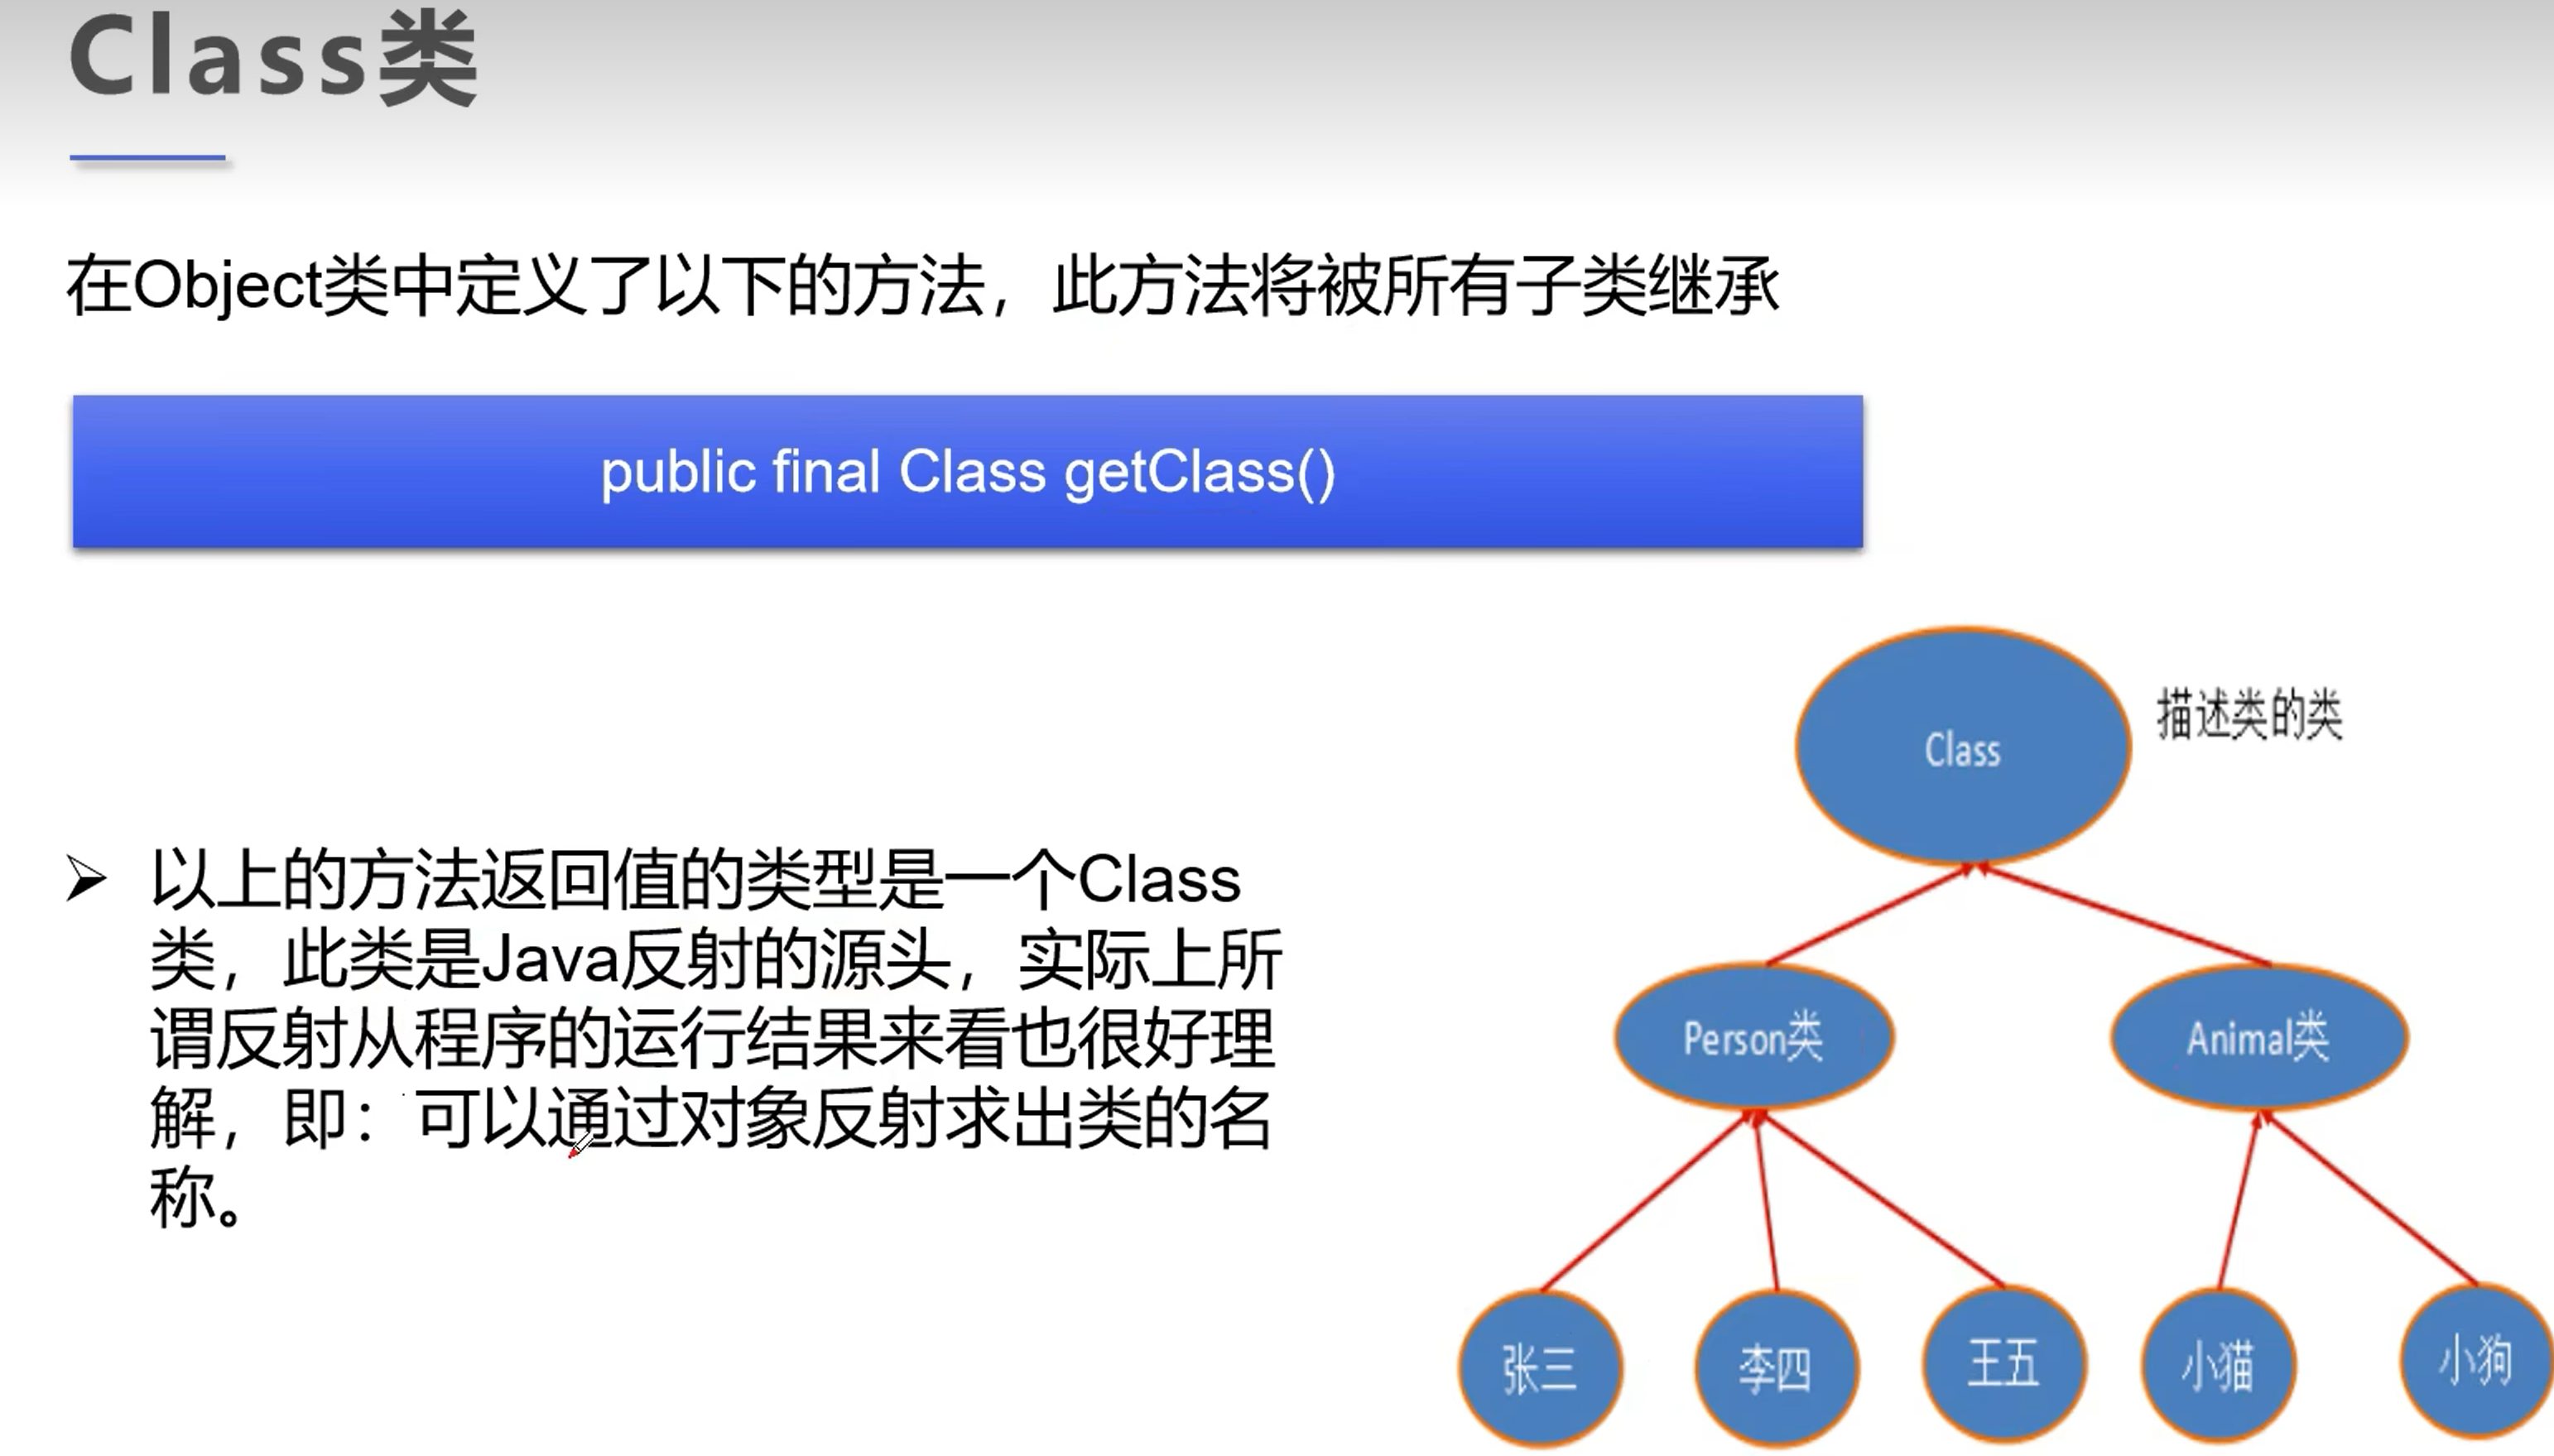 Class类
在Object类中定义了以下的方法，此方法将被所有子类继承
public final Class getClass()
描述类的类
Class
以上的方法返回值的类型是一个Class
类，此类是Java反射的源头，实际上所
谓反射从程序的运行结果来看也很好理
解，即：可以通过对象反射求出类的名
称。
Person类
Animal类
张三
李四
王五
小猫
小狗